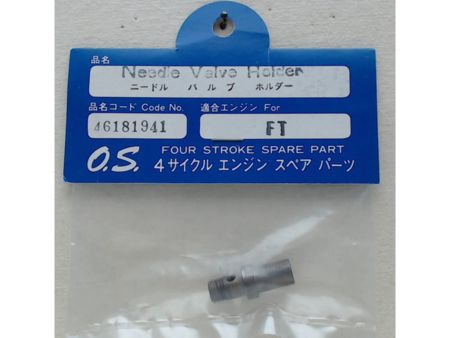 品名
Needle Valve Holder
ニードル バルブ ホルダー
品名コード Code No. 適合エンジン For
46181941 FT
O.S. FOUR STROKE SPARE PART
4サイクル エンジン スペア パーツ